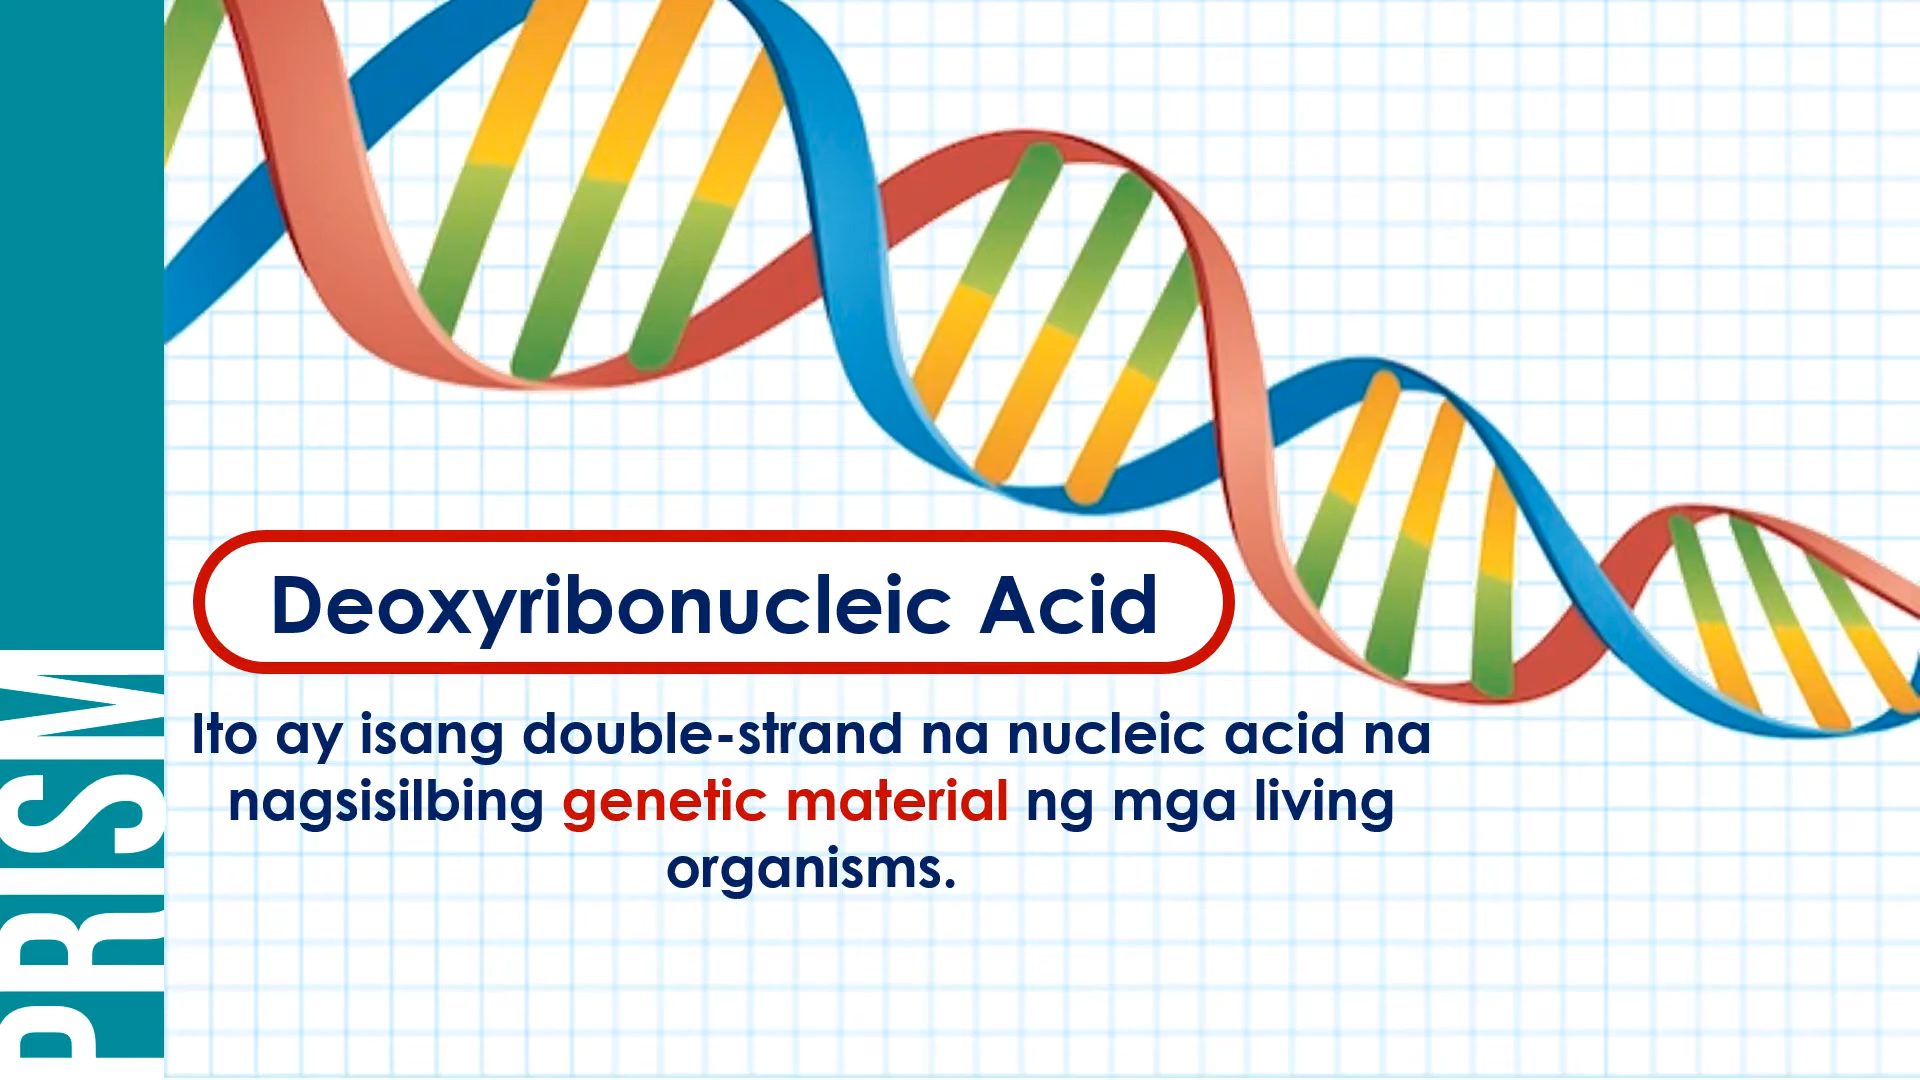 PRISM
Deoxyribonucleic Acid
Ito ay isang double-strand na nucleic acid na
nagsisilbing genetic material ng mga living
organisms.